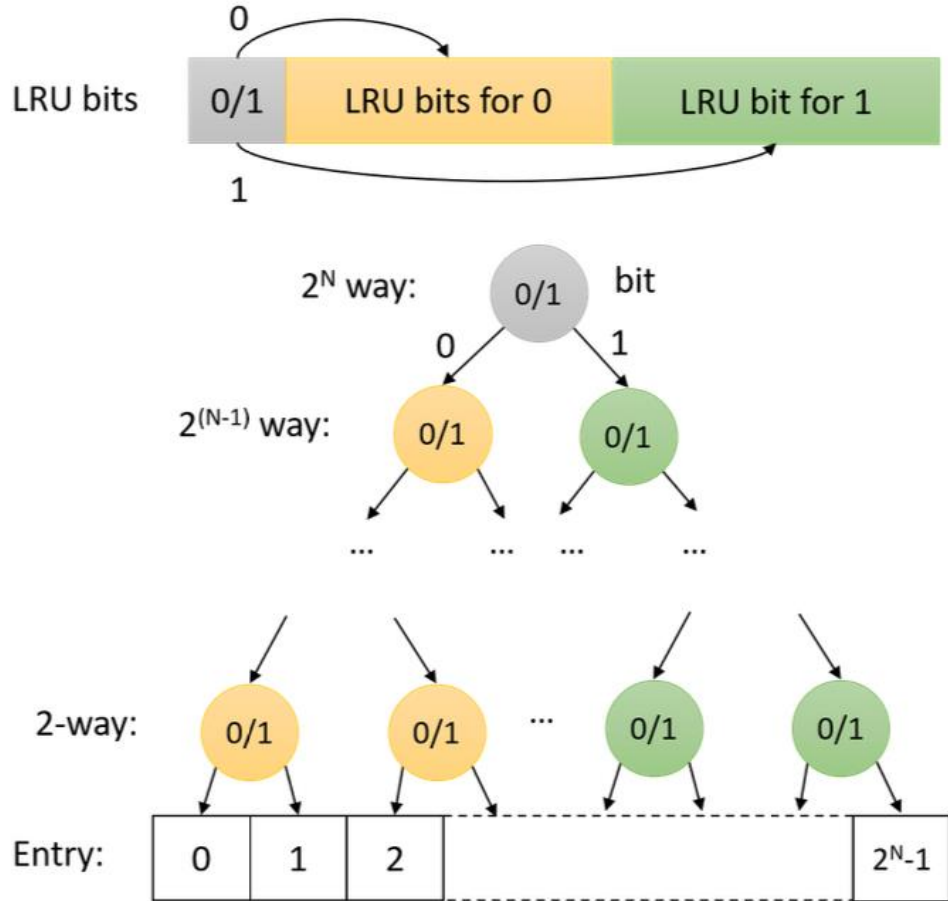 0
LRU bits 0/1 LRU bits for 0 LRU bit for 1
1
2^N way: 0/1 bit
0 1
2^(N-1) way: 0/1 0/1
... ... ... ...
2-way: 0/1 0/1 ... 0/1 0/1
Entry: 0 1 2 2^N-1